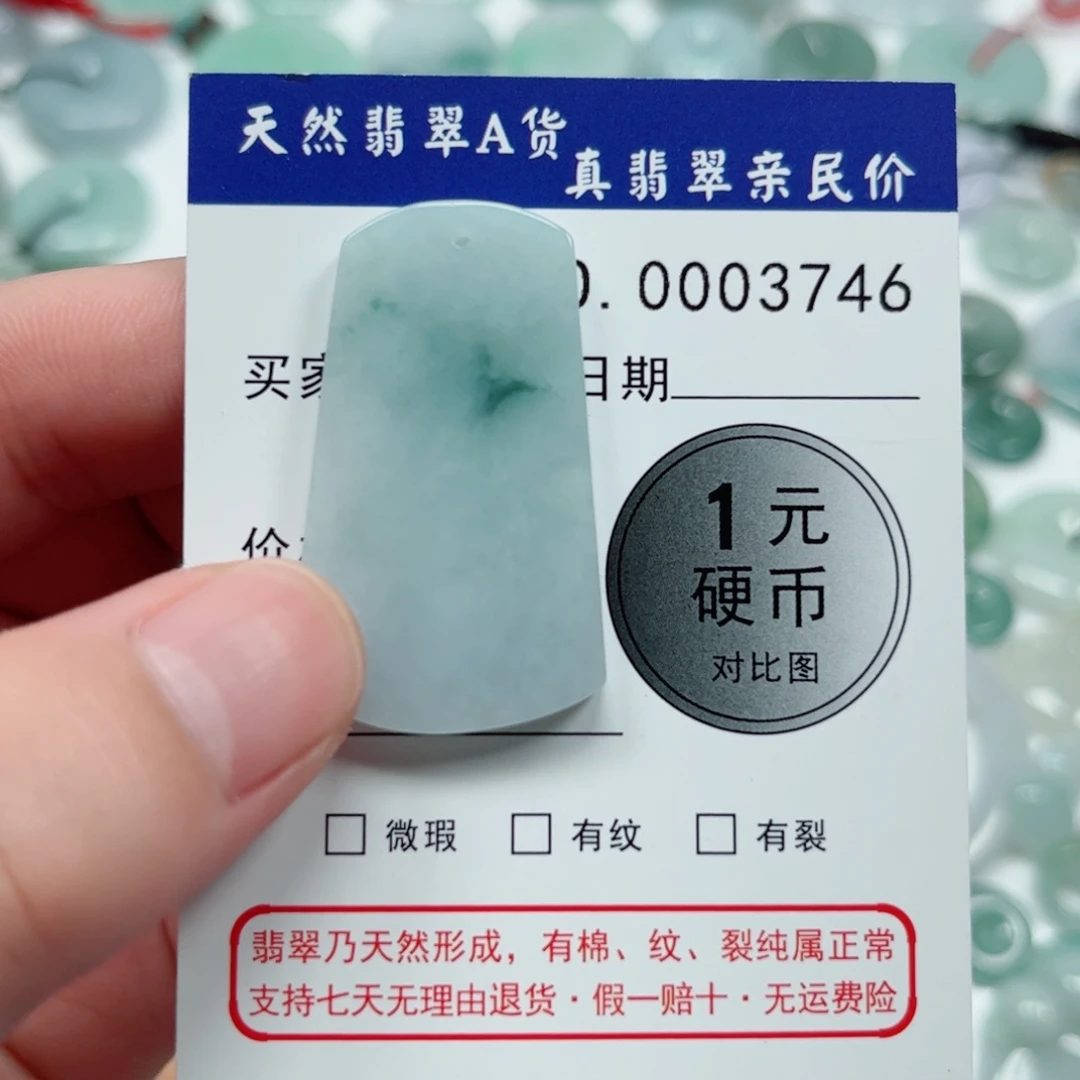 天然翡翠A货
真翡翠亲民价
0.0003746
买家 日期
1元
硬币
对比图
价
微瑕 有纹 有裂
翡翠乃天然形成，有棉、纹、裂纯属正常
支持七天无理由退货·假一赔十·无运费险